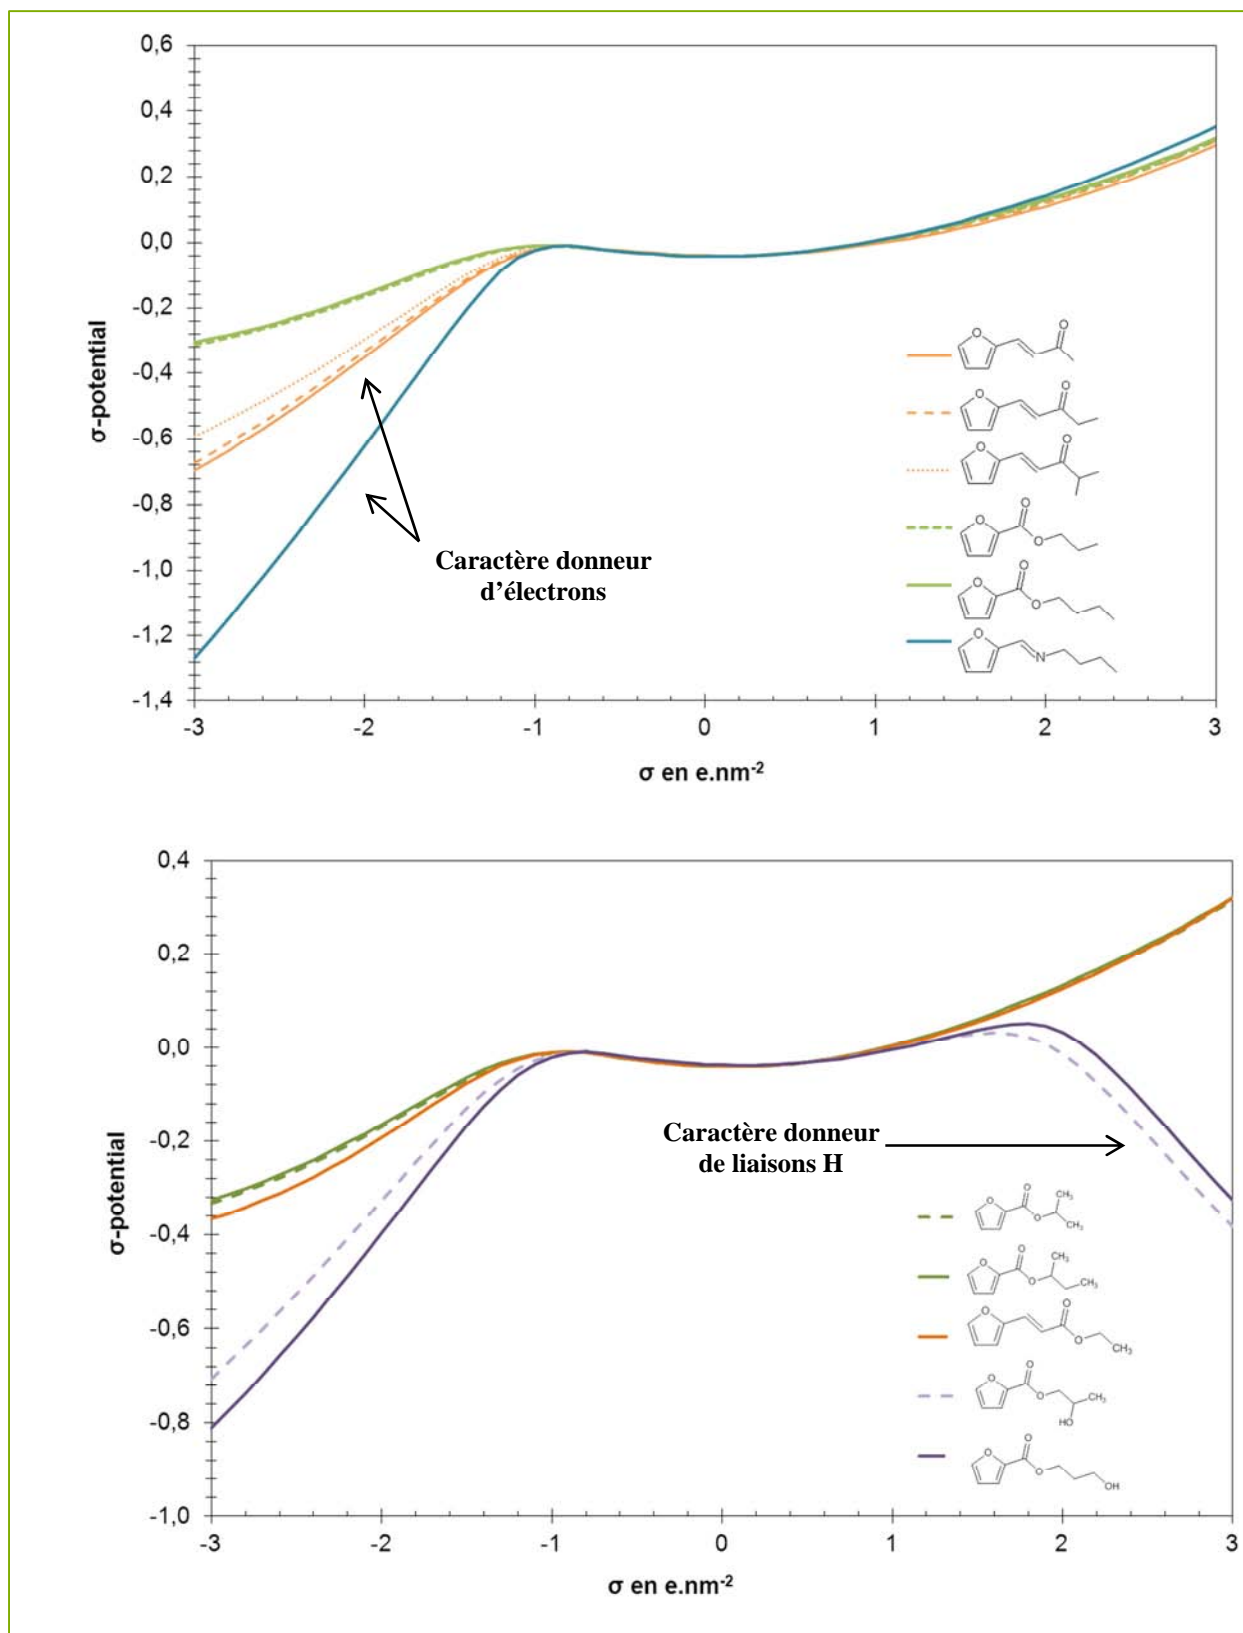 0,6
0,4
0,2
0,0
-0,2
-0,4
-0,6
-0,8
-1,0
-1,2
-1,4
σ-potential
-3
-2
-1
0
1
2
3
σ en e.nm-2
Caractère donneur
d'électrons
O
O
O
O
O
O
O
O
O
O
O
O
O
N
0,4
0,2
0,0
-0,2
-0,4
-0,6
-0,8
-1,0
σ-potential
-3
-2
-1
0
1
2
3
σ en e.nm-2
Caractère donneur
de liaisons H
O
CH3
O
O
CH3
O
CH3
O
O
CH3
O
O
O
CH3
O
O
O
CH3
HO
O
O
O
OH